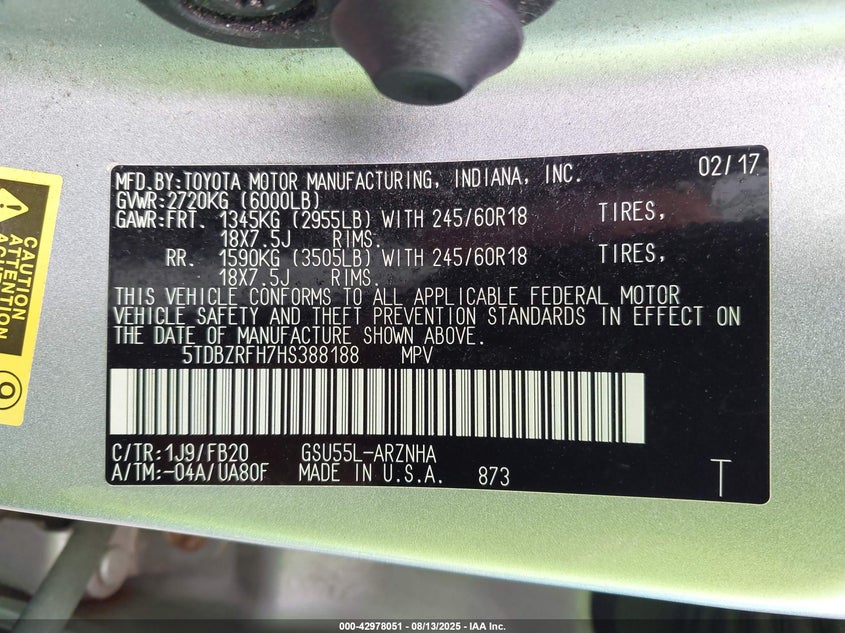 MFD.BY:TOYOTA MOTOR MANUFACTURING, INDIANA, INC. 02/17
GVWR:2720KG (6000LB)
GAWR:FRT. 1345KG (2955LB) WITH 245/60R18 TIRES,
18X7.5J RIMS.
RR. 1590KG (3505LB) WITH 245/60R18 TIRES,
18X7.5J RIMS.
THIS VEHICLE CONFORMS TO ALL APPLICABLE FEDERAL MOTOR
VEHICLE SAFETY AND THEFT PREVENTION STANDARDS IN EFFECT ON
THE DATE OF MANUFACTURE SHOWN ABOVE.
5TDBZRFH7HS388188 MPV
C/TR:1J9/FB20 GSU55L-ARZNHA
A/TM:-04A/UA80F MADE IN U.S.A. 873 T
CAUTION
ATTENTION
000-42978051 - 08/13/2025 - IAA Inc.